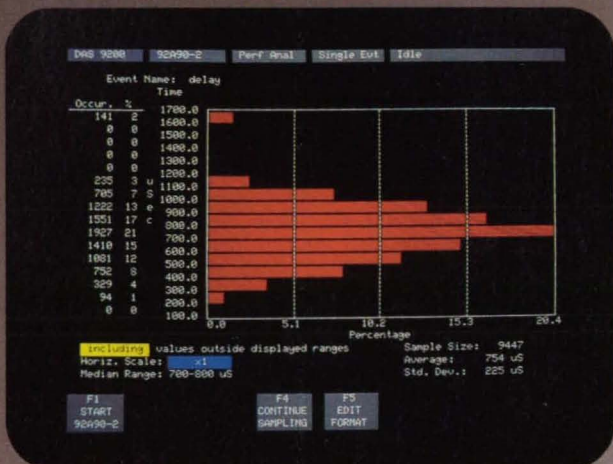 DAS 9200 92A90-2 Perf Anal Single Evt Idle
Event Name: delay
Time
Occur. % 1700.0
141 2 1600.0
0 0 1500.0
0 0 1400.0
0 0 1300.0
0 0 1200.0
235 3 u 1100.0
705 7 S 1000.0
1222 13 e 900.0
1551 17 c 800.0
1927 21 700.0
1410 15 600.0
1081 12 500.0
752 8 400.0
329 4 300.0
94 1 200.0
0 0 100.0
0.0 5.1 10.2 15.3 20.4
Percentage
including values outside displayed ranges
Horiz. Scale: x1
Median Range: 700-800 uS
Sample Size: 9447
Average: 754 uS
Std. Dev.: 225 uS
F1
START
92A90-2
F4
CONTINUE
SAMPLING
F5
EDIT
FORMAT